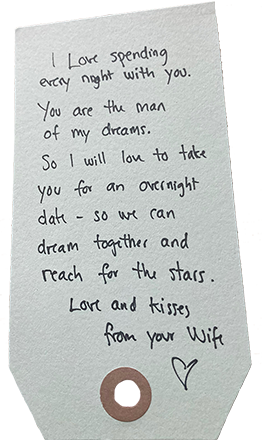 I Love spending
every night with you.
You are the man
of my dreams.
So I will love to take
you for an overnight
date - so we can
dream together and
reach for the stars.
Love and kisses
from your Wife